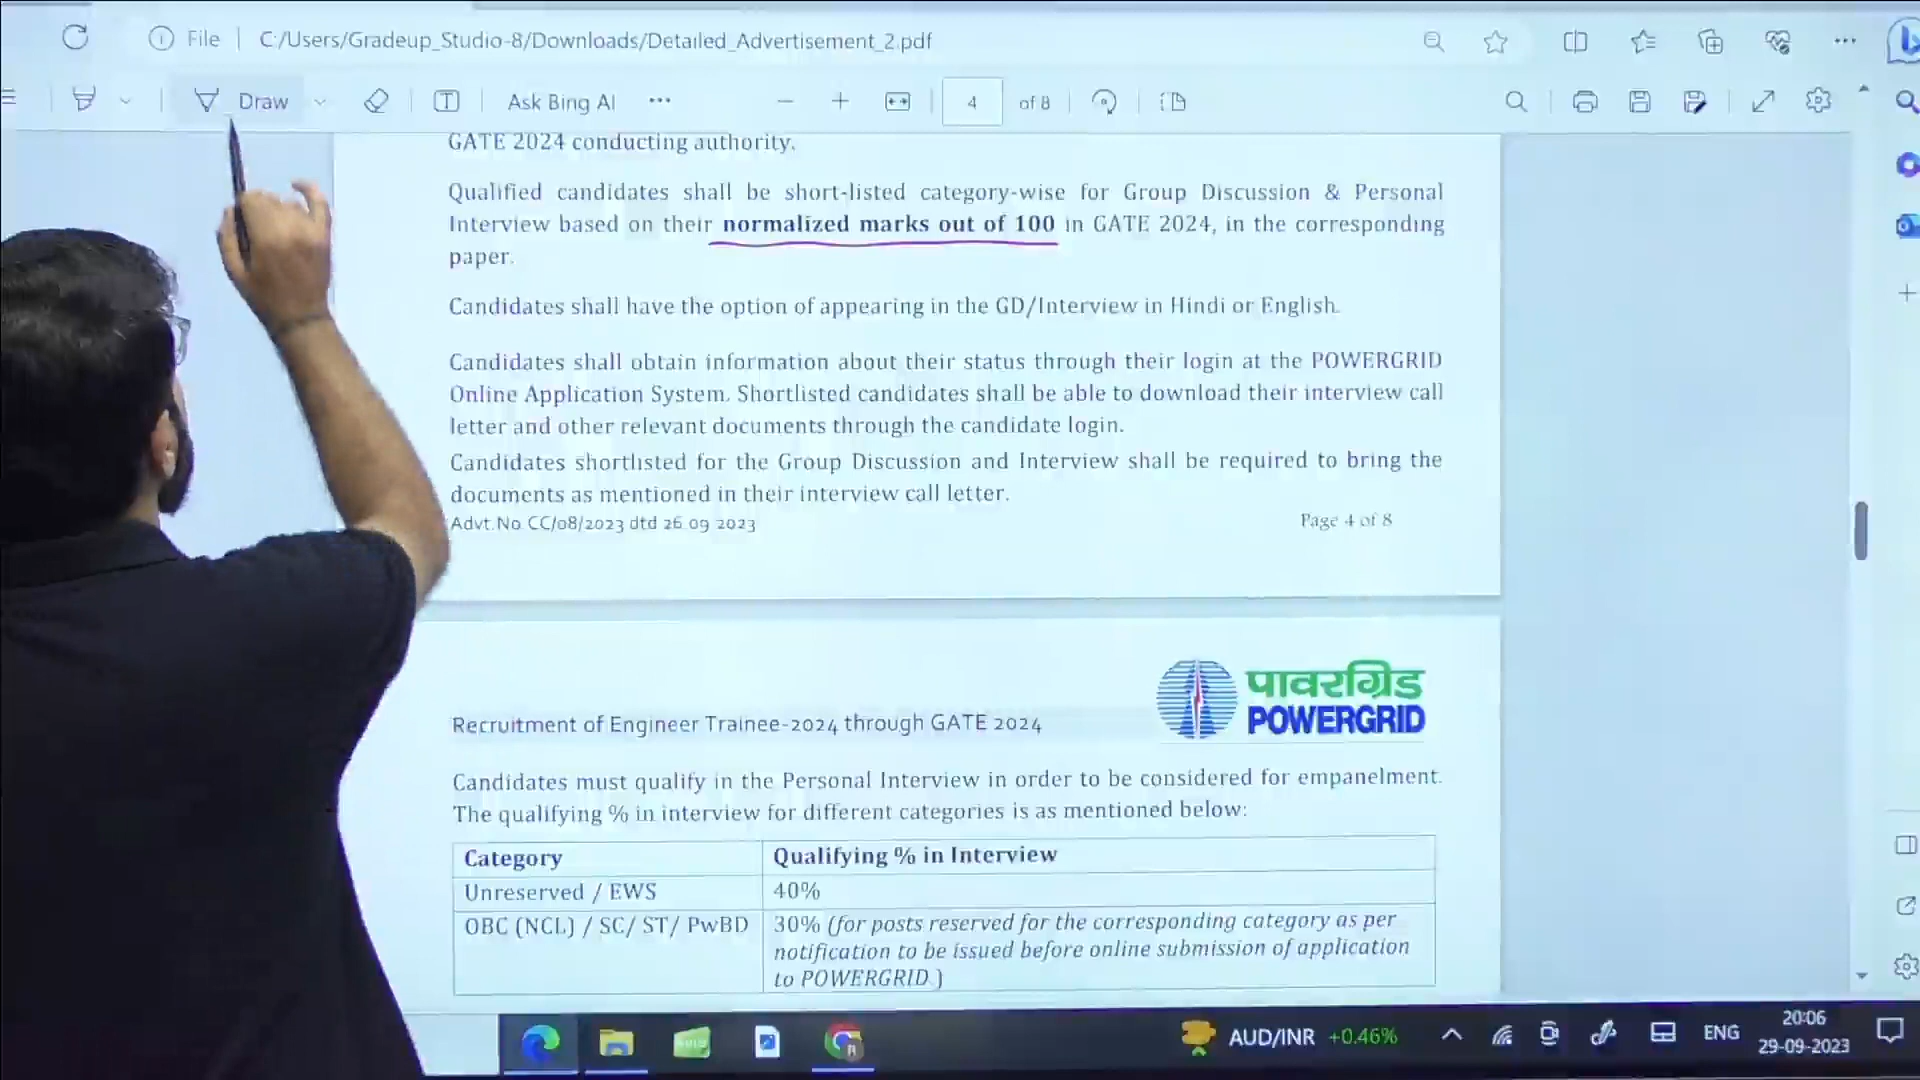 File
C:/Users/Gradeup_Studio-8/Downloads/Detailed_Advertisement_2.pdf
Draw
Ask Bing AI
4
of 8
GATE 2024 conducting authority.
Qualified candidates shall be short-listed category-wise for Group Discussion & Personal
Interview based on their normalized marks out of 100 in GATE 2024, in the corresponding
paper.
Candidates shall have the option of appearing in the GD/Interview in Hindi or English.
Candidates shall obtain information about their status through their login at the POWERGRID
Online Application System. Shortlisted candidates shall be able to download their interview call
letter and other relevant documents through the candidate login.
Candidates shortlisted for the Group Discussion and Interview shall be required to bring the
documents as mentioned in their interview call letter.
Advt.No CC/08/2023 dtd 26.09 2023
Page 4 of 8
पावरग्रिड
POWERGRID
Recruitment of Engineer Trainee-2024 through GATE 2024
Candidates must qualify in the Personal Interview in order to be considered for empanelment.
The qualifying % in interview for different categories is as mentioned below:
Category
Qualifying % in Interview
Unreserved / EWS
40%
OBC (NCL) / SC/ ST/ PwBD
30% (for posts reserved for the corresponding category as per
notification to be issued before online submission of application
to POWERGRID.)
AUD/INR +0.46%
ENG
20:06
29-09-2023